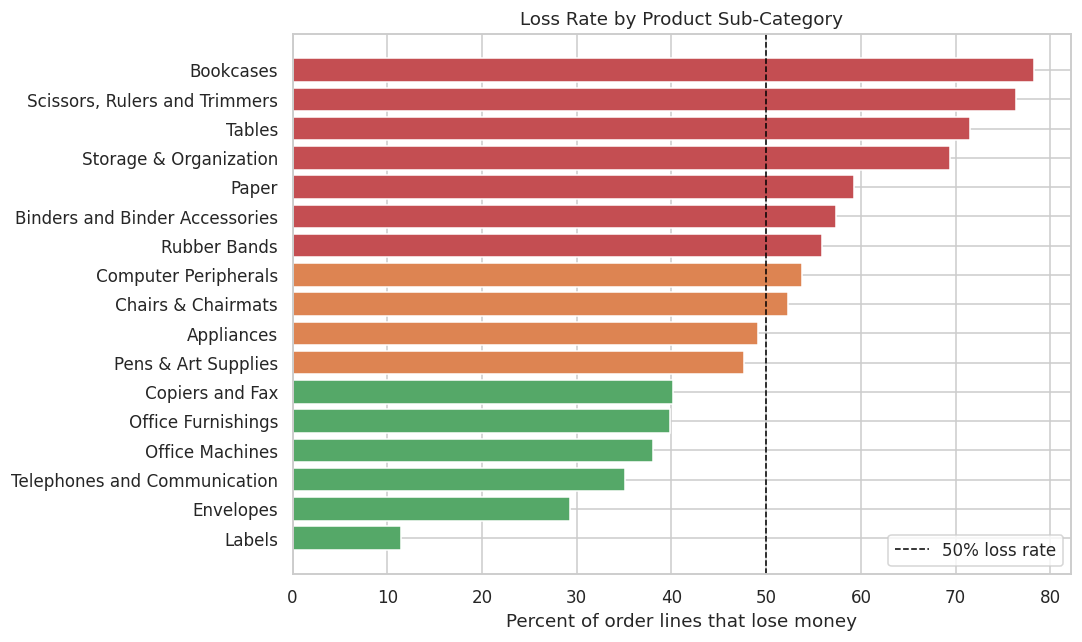 Loss Rate by Product Sub-Category
Bookcases
Scissors, Rulers and Trimmers
Tables
Storage & Organization
Paper
Binders and Binder Accessories
Rubber Bands
Computer Peripherals
Chairs & Chairmats
Appliances
Pens & Art Supplies
Copiers and Fax
Office Furnishings
Office Machines
Telephones and Communication
Envelopes
Labels
50% loss rate
0 10 20 30 40 50 60 70 80
Percent of order lines that lose money